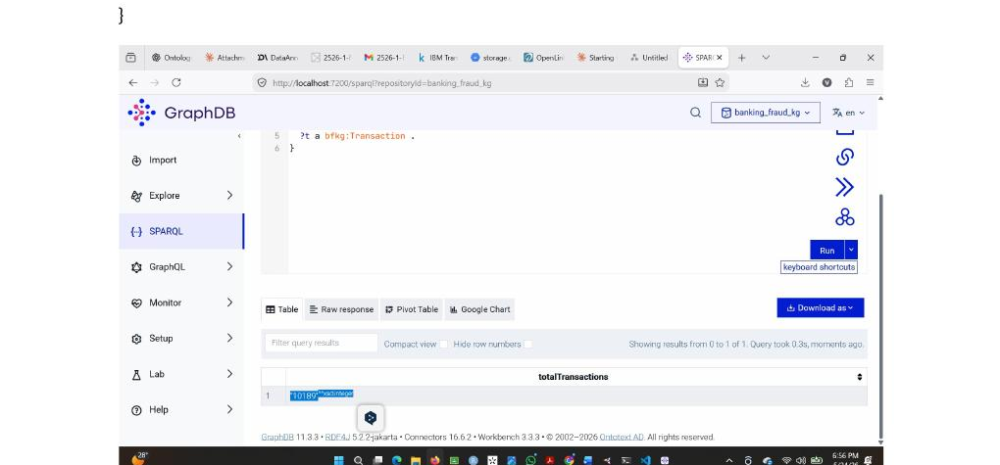 }
Ontolog
Attachm
DataAnn
2526-1-I
2526-1-I
IBM Tran
storage
OpenLin
Starting
Untitled
SPAR
http://localhost:7200/sparql?repositoryId=banking_fraud_kg
GraphDB
banking_fraud_kg
en
Import
Explore
SPARQL
GraphQL
Monitor
Setup
Lab
Help
5 ?t a bfkg:Transaction .
6 }
Run
keyboard shortcuts
Table Raw response Pivot Table Google Chart
Download as
Filter query results Compact view Hide row numbers Showing results from 0 to 1 of 1. Query took 0.3s, moments ago.
totalTransactions
1 "10189"^^xsd:integer
GraphDB 11.3.3 • RDF4J 5.2.2-jakarta • Connectors 16.6.2 • Workbench 3.3.3 • © 2002–2026 Ontotext AD. All rights reserved.
28°
6:56 PM